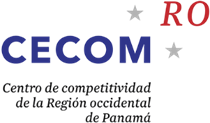 RO
CECOM
Centro de competitividad
de la Región occidental
de Panamá